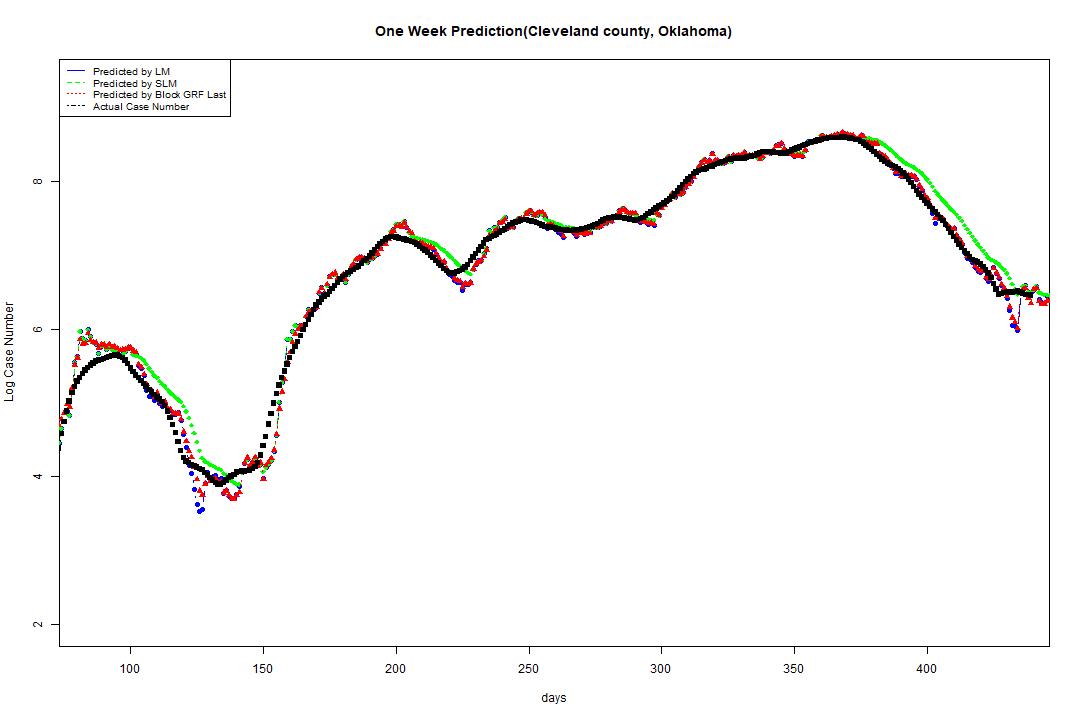 One Week Prediction(Cleveland county, Oklahoma)
Predicted by LM
Predicted by SLM
Predicted by Block GRF Last
Actual Case Number
8
6
4
2
Log Case Number
100 150 200 250 300 350 400
days